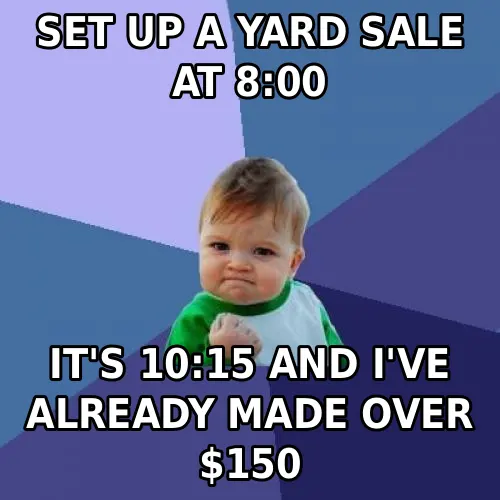 SET UP A YARD SALE
AT 8:00
IT'S 10:15 AND I'VE
ALREADY MADE OVER
$150